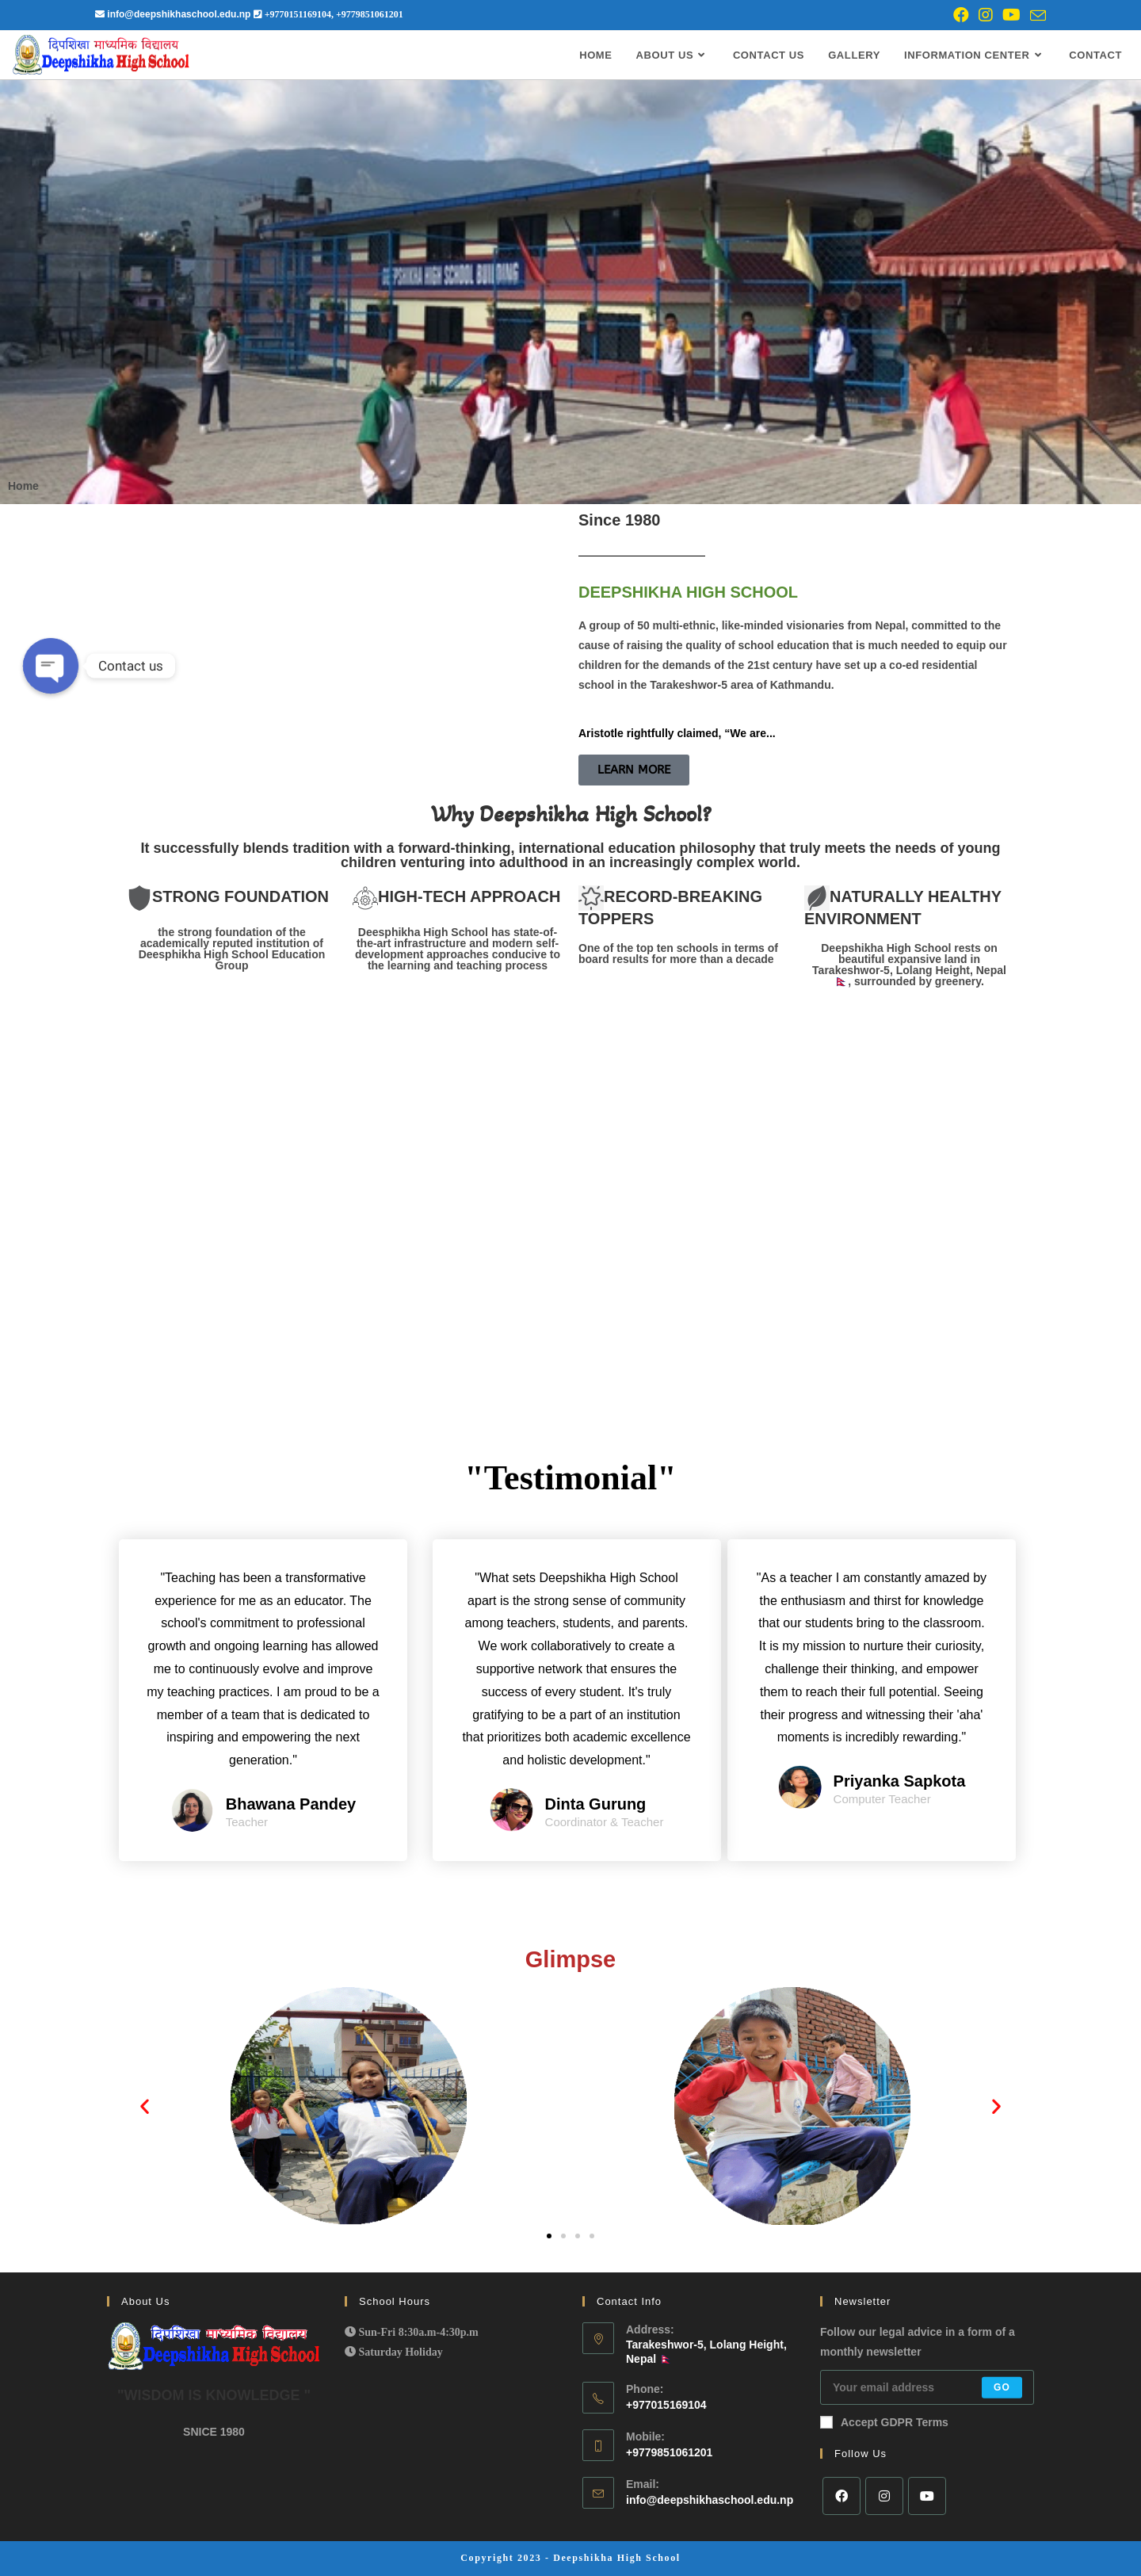 info@deepshikhaschool.edu.np +9770151169104, +9779851061201
दिपशिखा माध्यमिक विद्यालय
Deepshikha High School
HOME ABOUT US CONTACT US GALLERY INFORMATION CENTER CONTACT
DEEPSHIKHA HIGH SCHOOL BUILDING
Home
Since 1980
DEEPSHIKHA HIGH SCHOOL
A group of 50 multi-ethnic, like-minded visionaries from Nepal, committed to the
cause of raising the quality of school education that is much needed to equip our
children for the demands of the 21st century have set up a co-ed residential
school in the Tarakeshwor-5 area of Kathmandu.
Contact us
Aristotle rightfully claimed, “We are...
LEARN MORE
Why Deepshikha High School?
It successfully blends tradition with a forward-thinking, international education philosophy that truly meets the needs of young
children venturing into adulthood in an increasingly complex world.
STRONG FOUNDATION
the strong foundation of the
academically reputed institution of
Deesphikha High School Education
Group
HIGH-TECH APPROACH
Deesphikha High School has state-of-
the-art infrastructure and modern self-
development approaches conducive to
the learning and teaching process
RECORD-BREAKING
TOPPERS
One of the top ten schools in terms of
board results for more than a decade
NATURALLY HEALTHY
ENVIRONMENT
Deepshikha High School rests on
beautiful expansive land in
Tarakeshwor-5, Lolang Height, Nepal
🇳🇵, surrounded by greenery.
"Testimonial"
"Teaching has been a transformative
experience for me as an educator. The
school's commitment to professional
growth and ongoing learning has allowed
me to continuously evolve and improve
my teaching practices. I am proud to be a
member of a team that is dedicated to
inspiring and empowering the next
generation."
Bhawana Pandey
Teacher
"What sets Deepshikha High School
apart is the strong sense of community
among teachers, students, and parents.
We work collaboratively to create a
supportive network that ensures the
success of every student. It's truly
gratifying to be a part of an institution
that prioritizes both academic excellence
and holistic development."
Dinta Gurung
Coordinator & Teacher
"As a teacher I am constantly amazed by
the enthusiasm and thirst for knowledge
that our students bring to the classroom.
It is my mission to nurture their curiosity,
challenge their thinking, and empower
them to reach their full potential. Seeing
their progress and witnessing their 'aha'
moments is incredibly rewarding."
Priyanka Sapkota
Computer Teacher
Glimpse
About Us
दिपशिखा माध्यमिक विद्यालय
Deepshikha High School
"WISDOM IS KNOWLEDGE "
SNICE 1980
School Hours
Sun-Fri 8:30a.m-4:30p.m
Saturday Holiday
Contact Info
Address:
Tarakeshwor-5, Lolang Height,
Nepal 🇳🇵
Phone:
+977015169104
Mobile:
+9779851061201
Email:
info@deepshikhaschool.edu.np
Newsletter
Follow our legal advice in a form of a
monthly newsletter
Your email address GO
Accept GDPR Terms
Follow Us
Copyright 2023 - Deepshikha High School